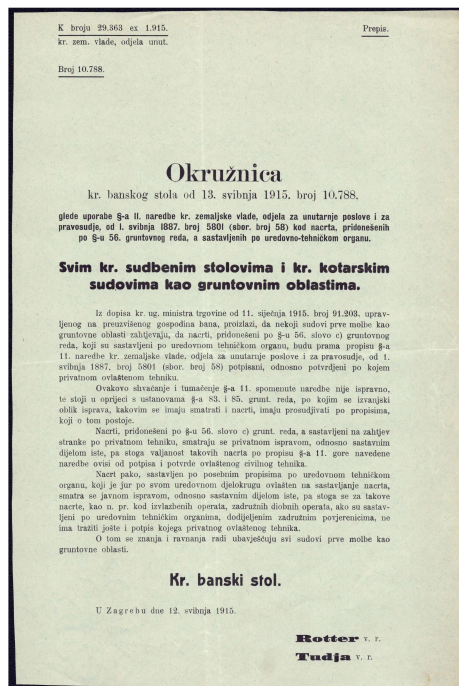 K broju 29.363 ex 1.915.
kr. zem. vlade, odjela unut.
Prepis.
Broj 10.788.
Okružnica
kr. banskog stola od 13. svibnja 1915. broj 10.788,
glede uporabe §-a II. naredbe kr. zemaljske vlade, odjela za unutarnje poslove i za
pravosudje, od I. svibnja 1887. broj 5801 (sbor. broj 58) kod nacrta, pridonešenih
po §-u 56. gruntovnog reda, a sastavljenih po uredovno-tehničkom organu.
Svim kr. sudbenim stolovima i kr. kotarskim
sudovima kao gruntovnim oblastima.
Iz dopisa kr. ug. ministra trgovine od 11. siječnja 1915. broj 91.203. uprav-
ljenog na preuzvišenog gospodina bana, proizlazi, da nekoji sudovi prve molbe kao
gruntovne oblasti zahtjevaju, da nacrti, pridošeni po §-u 56. slovo c) gruntovnog
reda, koji su sastavljeni po uredovnom tehničkom organu, budu prama propisu §-a
11. naredbe kr. zemaljske vlade, odjela za unutarnje poslove i za pravosudje, od 1.
svibnja 1887. broj 5801 (sbor. broj 58) potpisani, odnosno potvrdjeni po kojem
privatnom ovlaštenom tehniku.
Ovakovo shvaćanje i tumačenje §-a 11. spomenute naredbe nije ispravno,
te stoji u oprijeci s ustanovama §-a 83. i 85. grunt. reda, po kojim se izvanjski
oblik isprava, kakovim se imaju smatrati i nacrti, imaju prosudjivati po propisima,
koji o tom postoje.
Nacrti, pridonešeni po §-u 56. slovo c) grunt. reda, a sastavljeni na zahtjev
stranke po privatnom tehniku, smatraju se privatnom ispravom, odnosno sastavnim
dijelom iste, pa stoga valjanost takovih nacrta po propisu §-a 11. gore navedene
naredbe ovisi od potpisa i potvrde ovlaštenog civilnog tehnika.
Nacrt pako, sastavljen po posebnim propisima po uredovnom tehničkom
organu, koji je jur po svom uredovnom djelokrugu ovlašten na sastavljanje nacrta,
smatra se javnom ispravom, odnosno sastavnim dijelom iste, pa stoga se za takove
nacrte, kao n. pr. kod izvlazbenih operata, zadružnih diobnih operata, ako su sastav-
ljeni po uredovnim tehničkim organima, dodijeljenim zadružnim povjerenicima, ne
ima tražiti jošte i potpis kojega privatnog ovlaštenog tehnika.
O tom se znanja i ravnanja radi ubavješćuju svi sudovi prve molbe kao
gruntovne oblasti.
Kr. banski stol.
U Zagrebu dne 12. svibnja 1915.
Rotter v. r.
Tudja v. r.